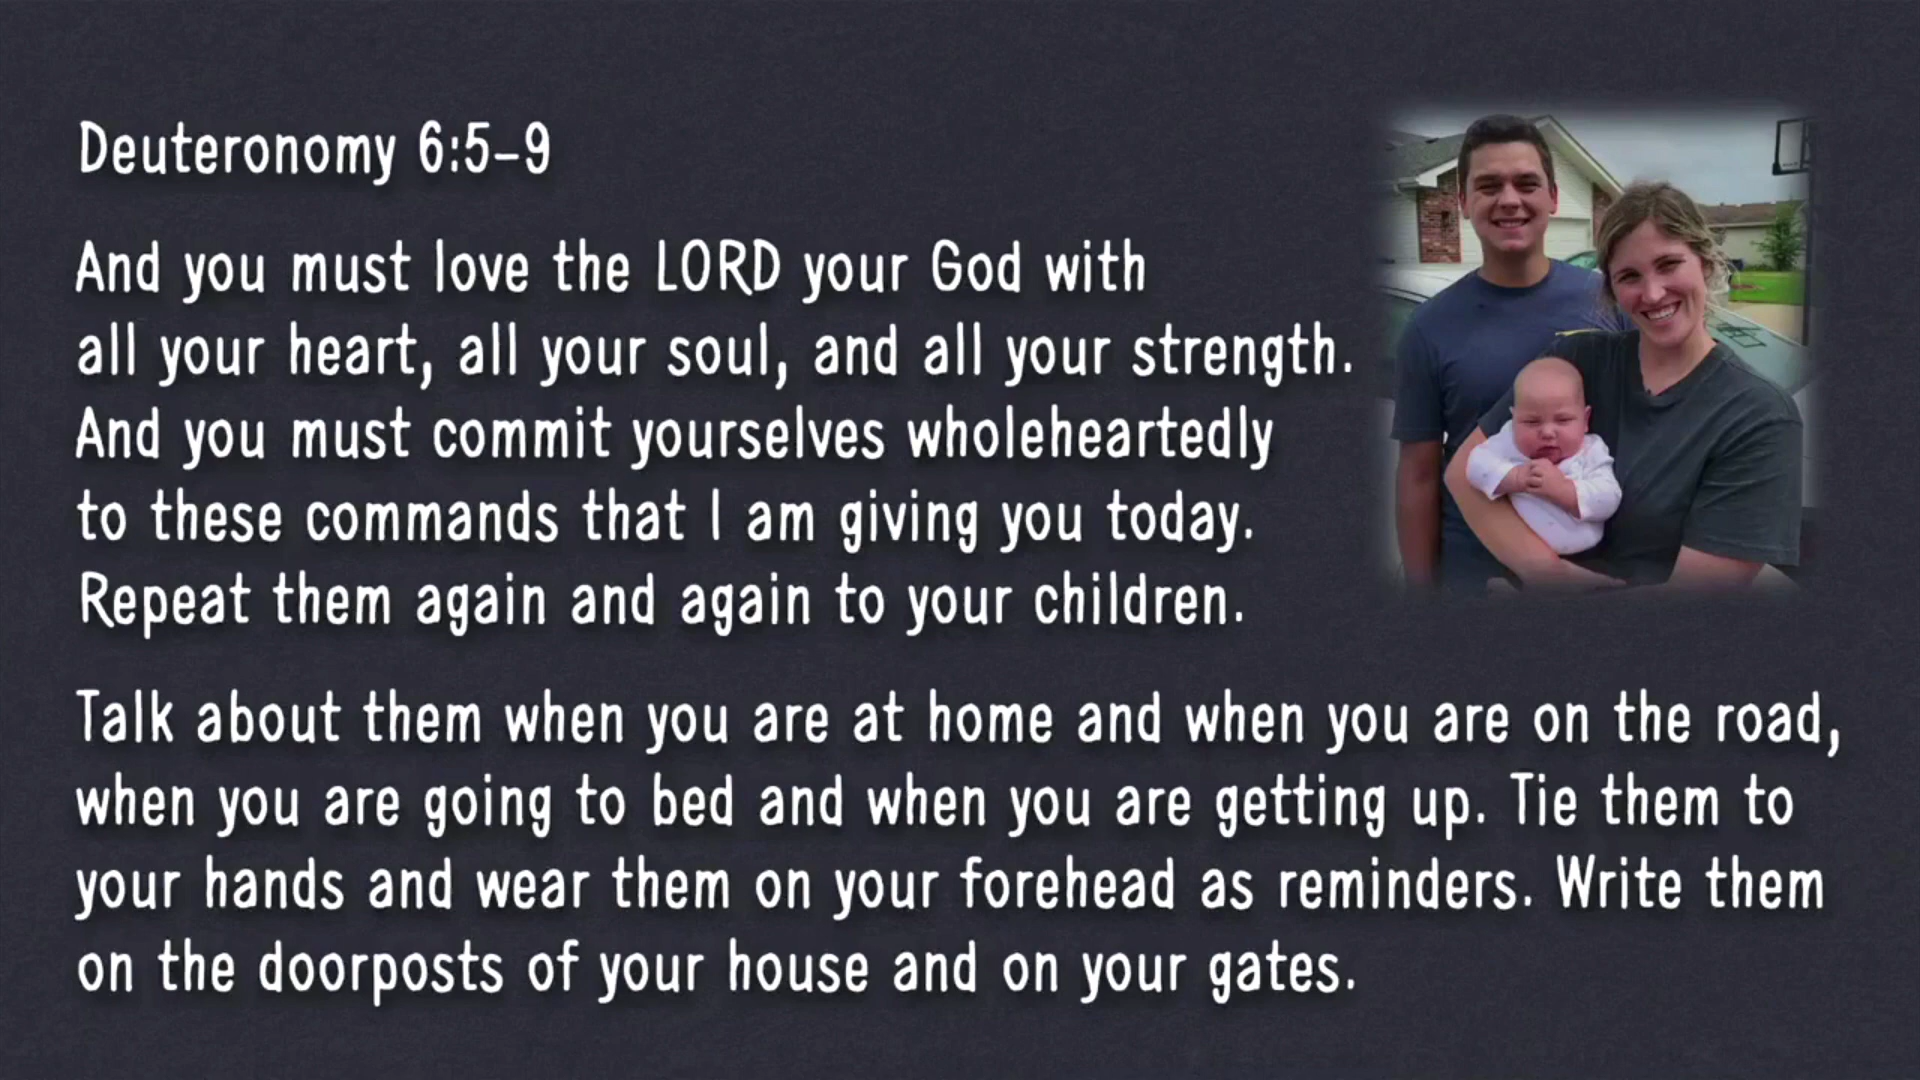 Deuteronomy 6:5-9
And you must love the LORD your God with
all your heart, all your soul, and all your strength.
And you must commit yourselves wholeheartedly
to these commands that I am giving you today.
Repeat them again and again to your children.
Talk about them when you are at home and when you are on the road,
when you are going to bed and when you are getting up. Tie them to
your hands and wear them on your forehead as reminders. Write them
on the doorposts of your house and on your gates.